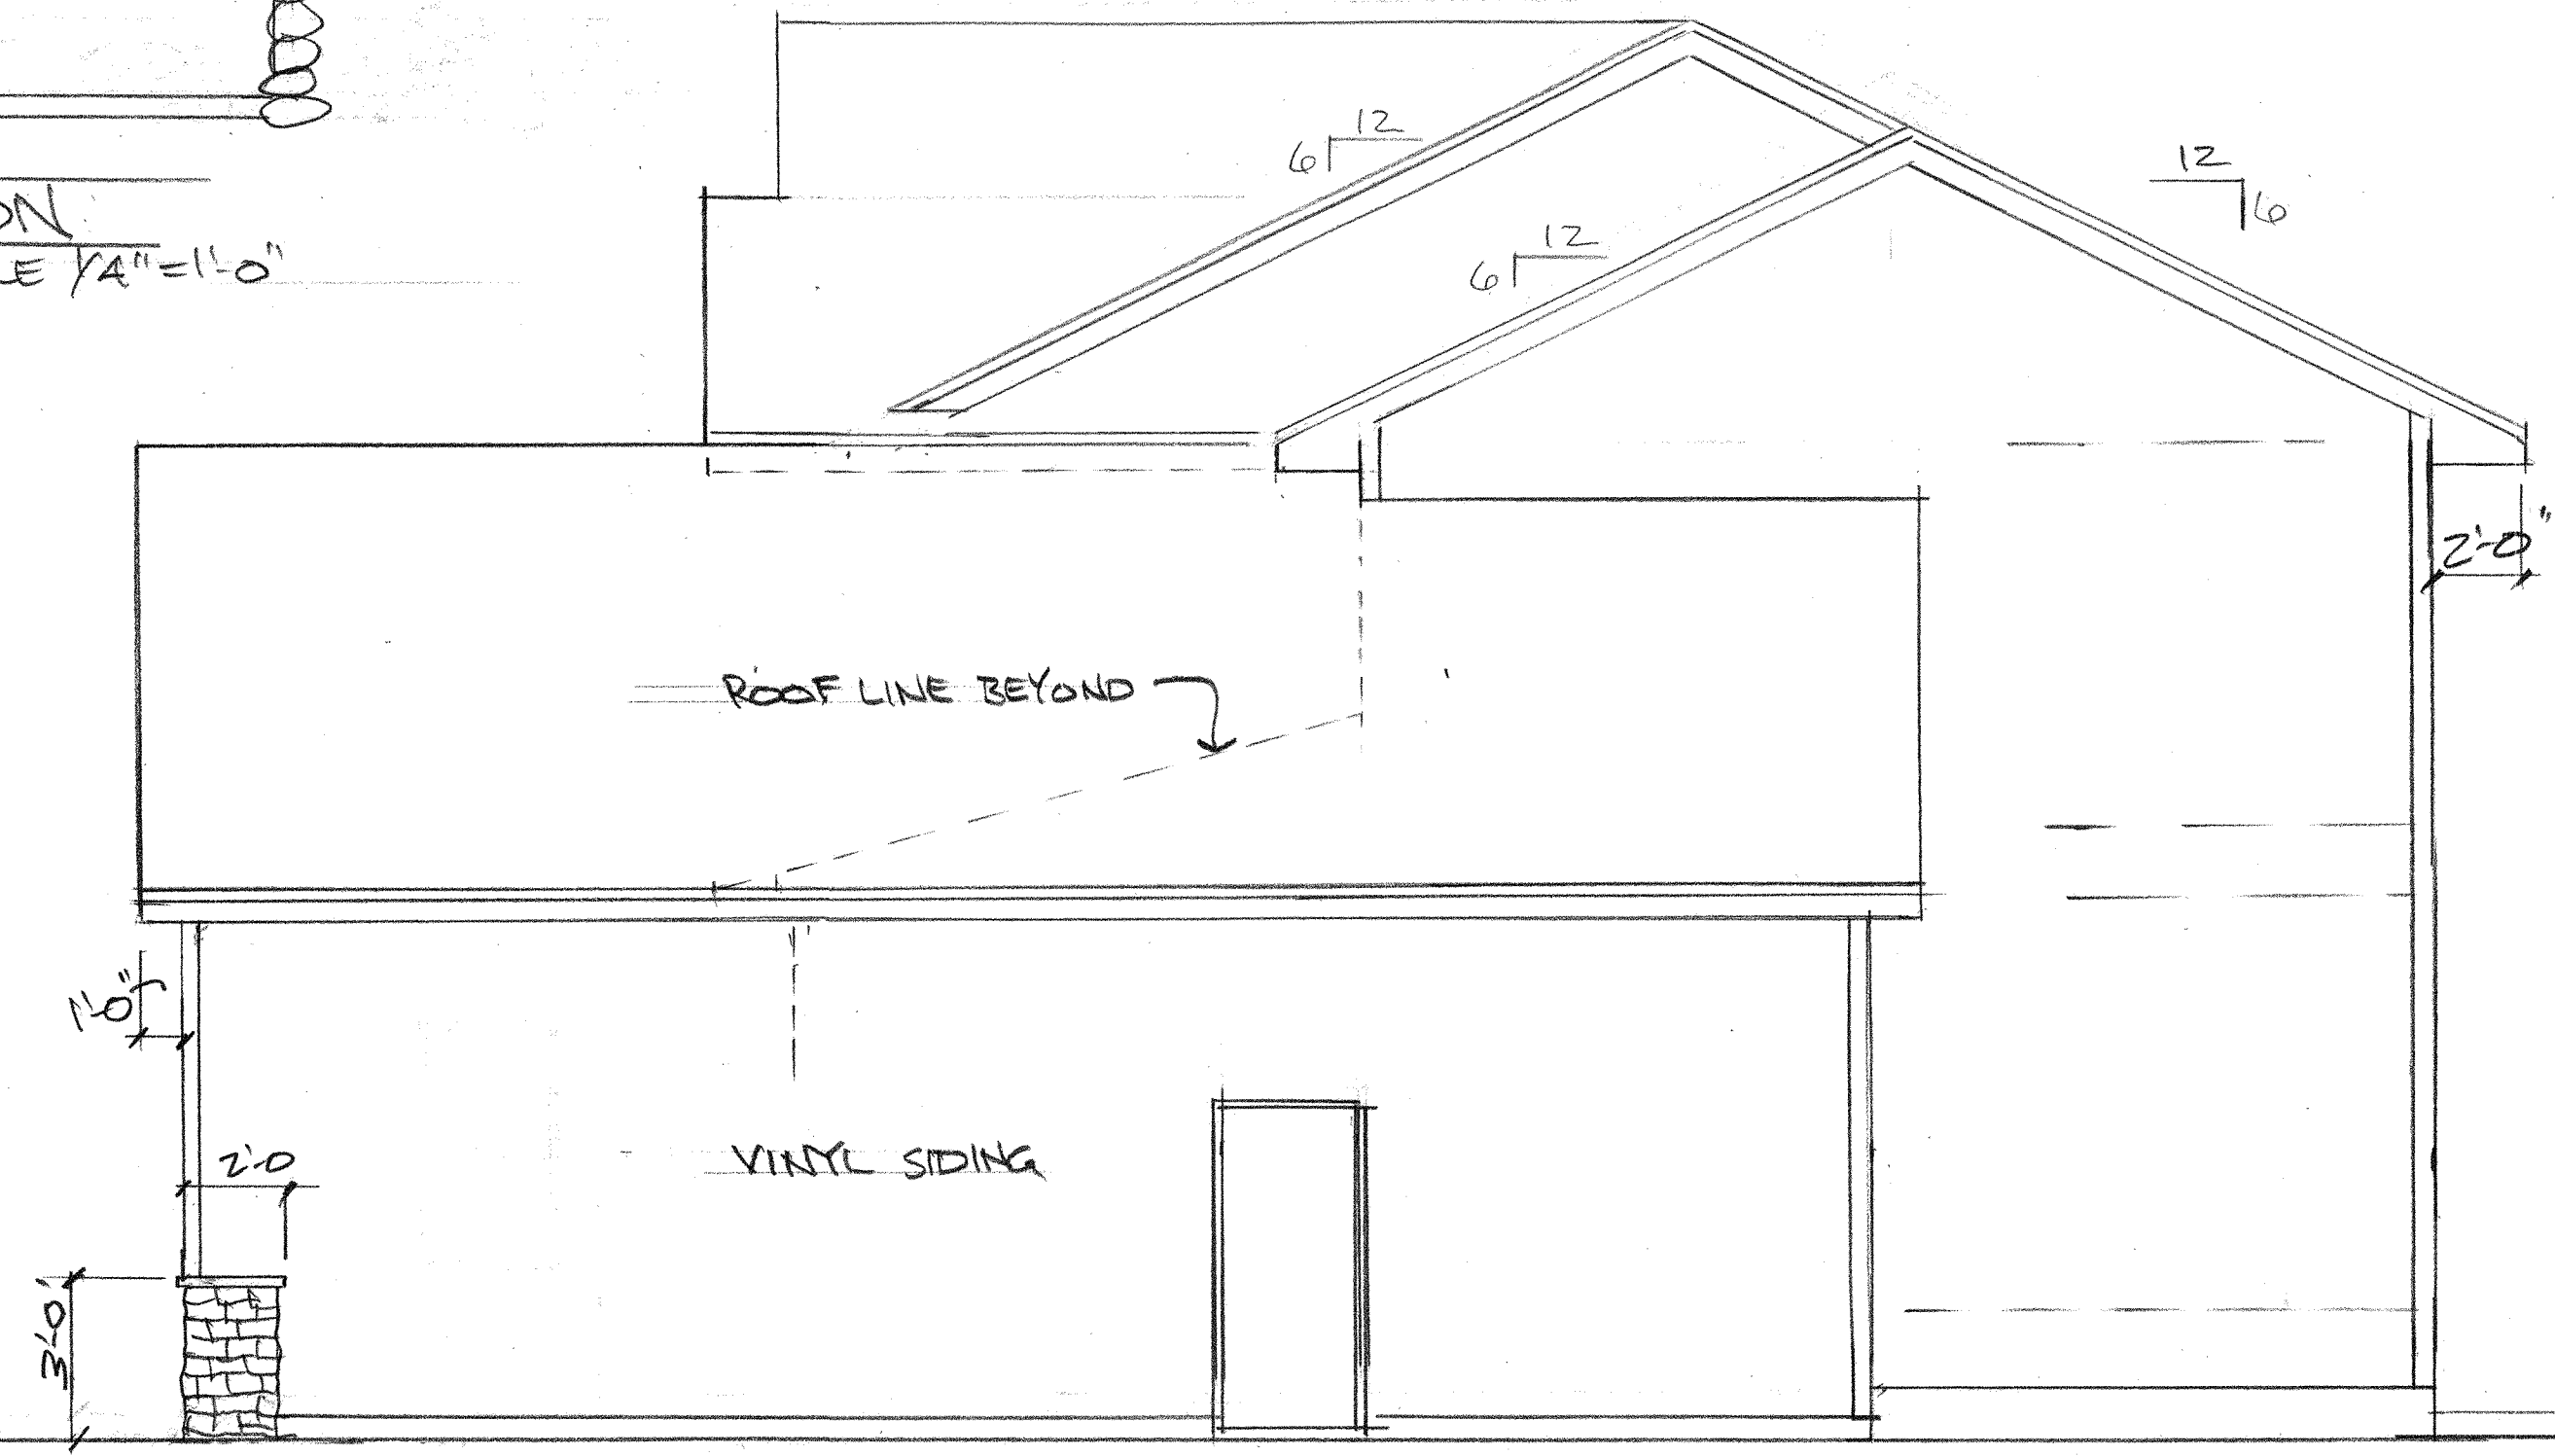 ON
LE 1/4"=1'-0"
12
6
12
6
12
6
2'-0"
ROOF LINE BEYOND
1'-0"
2'-0
VINYL SIDING
3'-0'